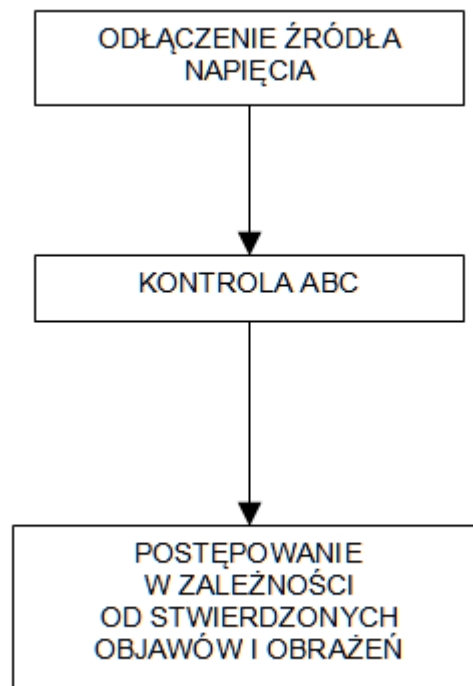 ODŁĄCZENIE ŹRÓDŁA
NAPIĘCIA
KONTROLA ABC
POSTĘPOWANIE
W ZALEŻNOŚCI
OD STWIERDZONYCH
OBJAWÓW I OBRAŻEŃ